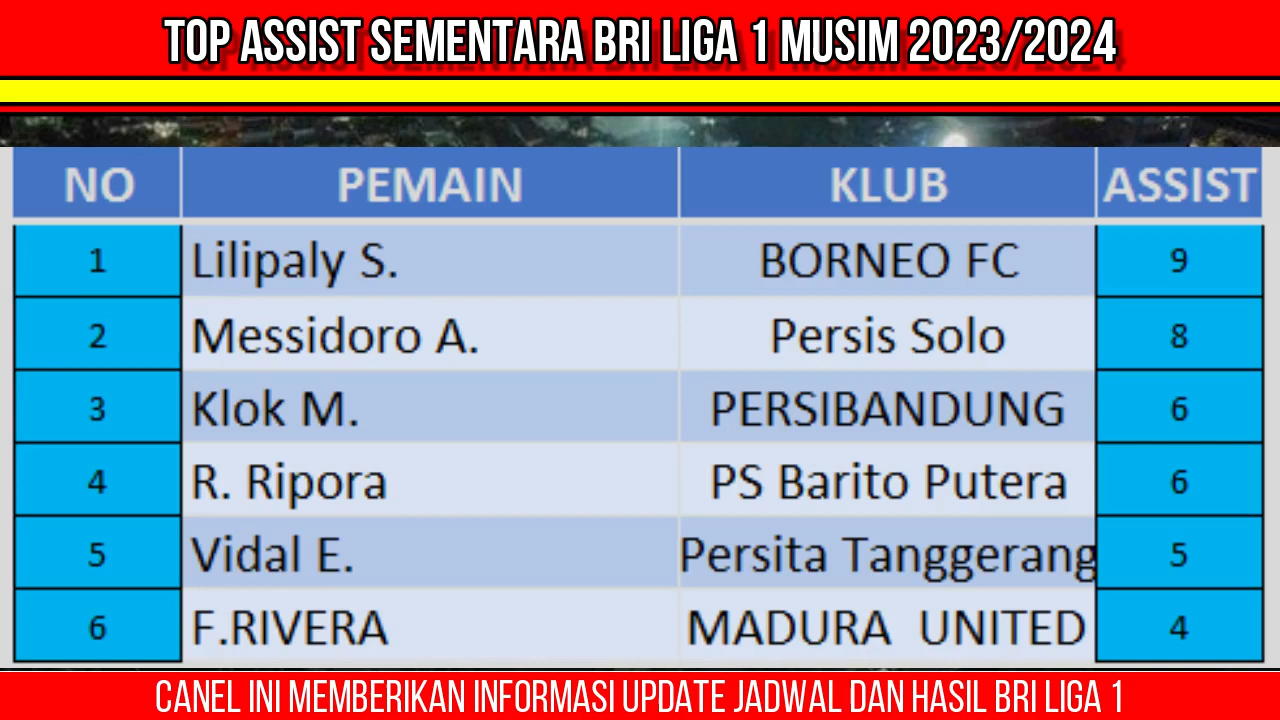 TOP ASSIST SEMENTARA BRI LIGA 1 MUSIM 2023/2024
NO PEMAIN KLUB ASSIST
1 Lilipaly S. BORNEO FC 9
2 Messidoro A. Persis Solo 8
3 Klok M. PERSIBANDUNG 6
4 R. Ripora PS Barito Putera 6
5 Vidal E. Persita Tanggerang 5
6 F.RIVERA MADURA UNITED 4
CANEL INI MEMBERIKAN INFORMASI UPDATE JADWAL DAN HASIL BRI LIGA 1